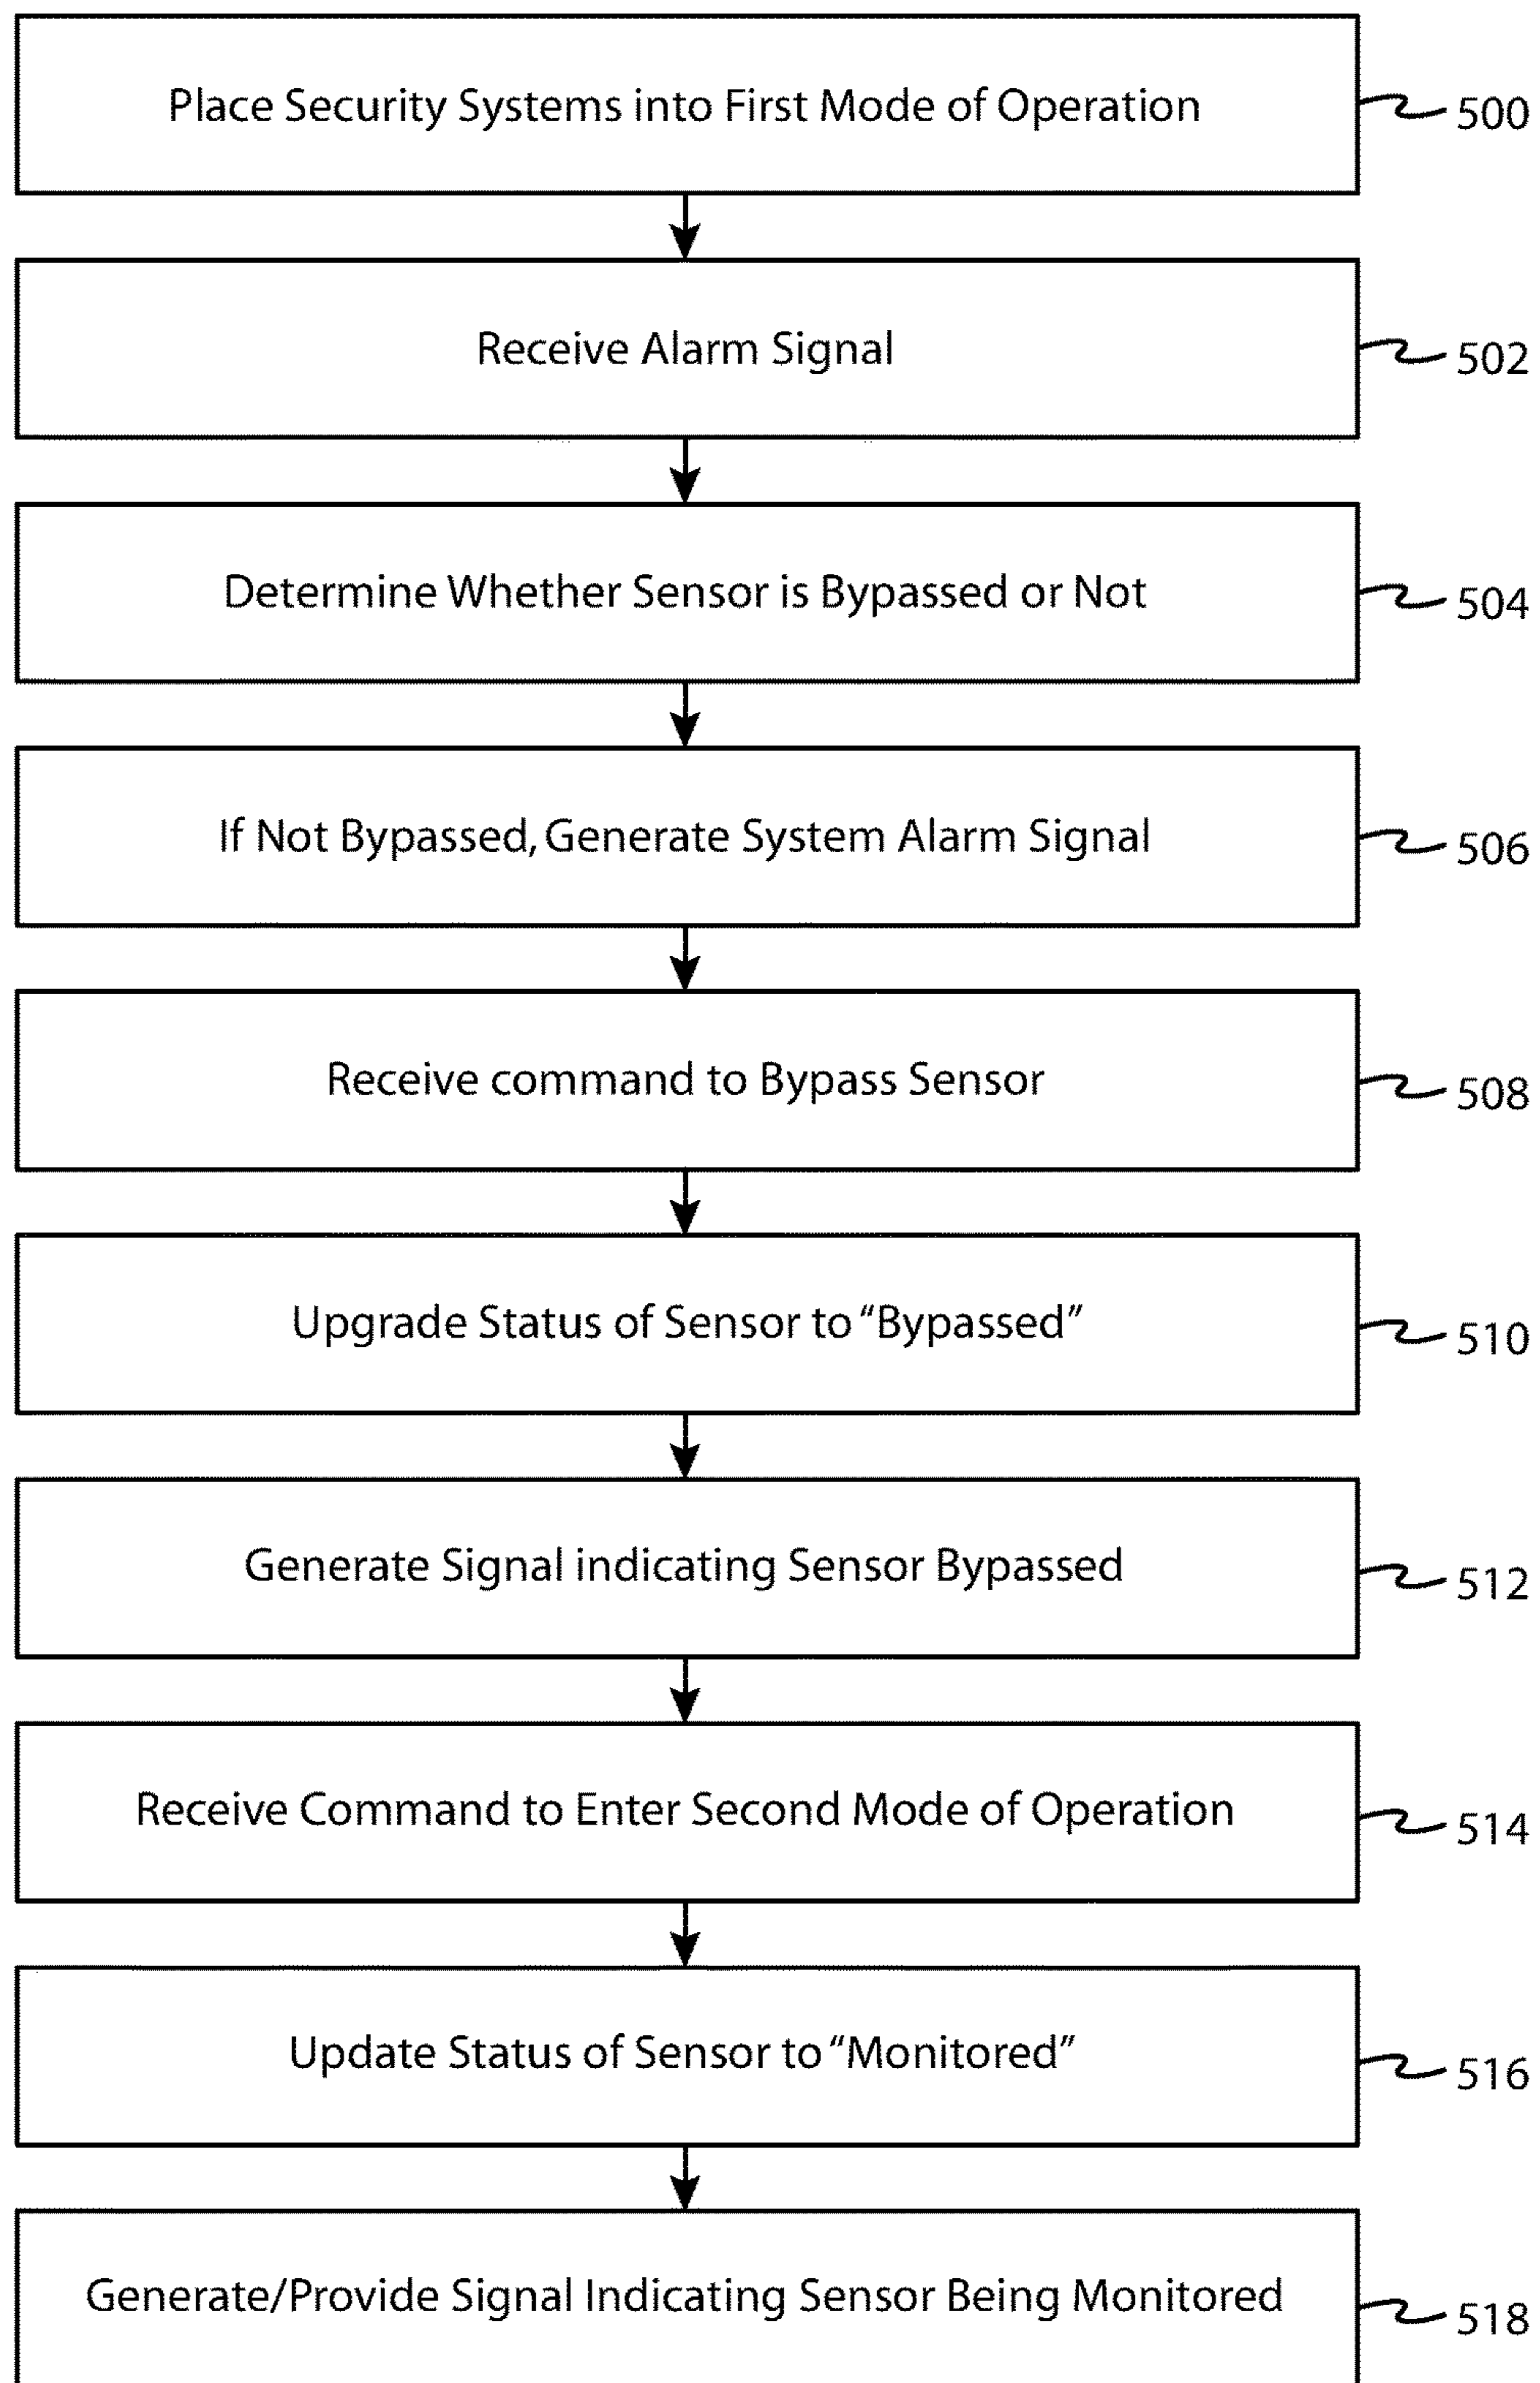 Place Security Systems into First Mode of Operation
500
Receive Alarm Signal
502
Determine Whether Sensor is Bypassed or Not
504
If Not Bypassed, Generate System Alarm Signal
506
Receive command to Bypass Sensor
508
Upgrade Status of Sensor to “Bypassed”
510
Generate Signal indicating Sensor Bypassed
512
Receive Command to Enter Second Mode of Operation
514
Update Status of Sensor to “Monitored”
516
Generate/Provide Signal Indicating Sensor Being Monitored
518